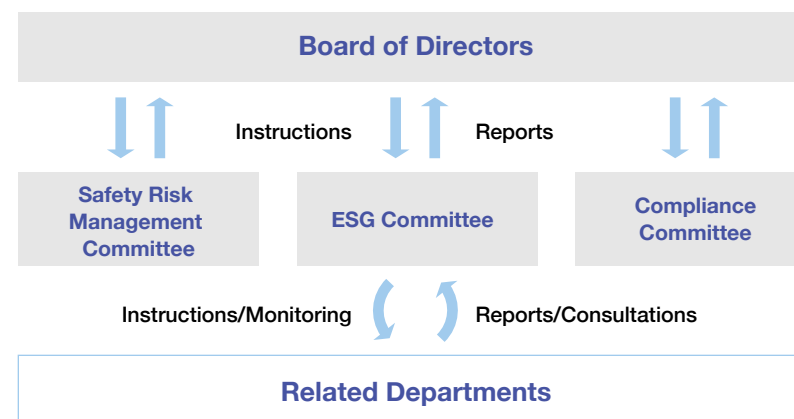 Board of Directors
Instructions
Reports
Safety Risk
Management
Committee
ESG Committee
Compliance
Committee
Instructions/Monitoring
Reports/Consultations
Related Departments